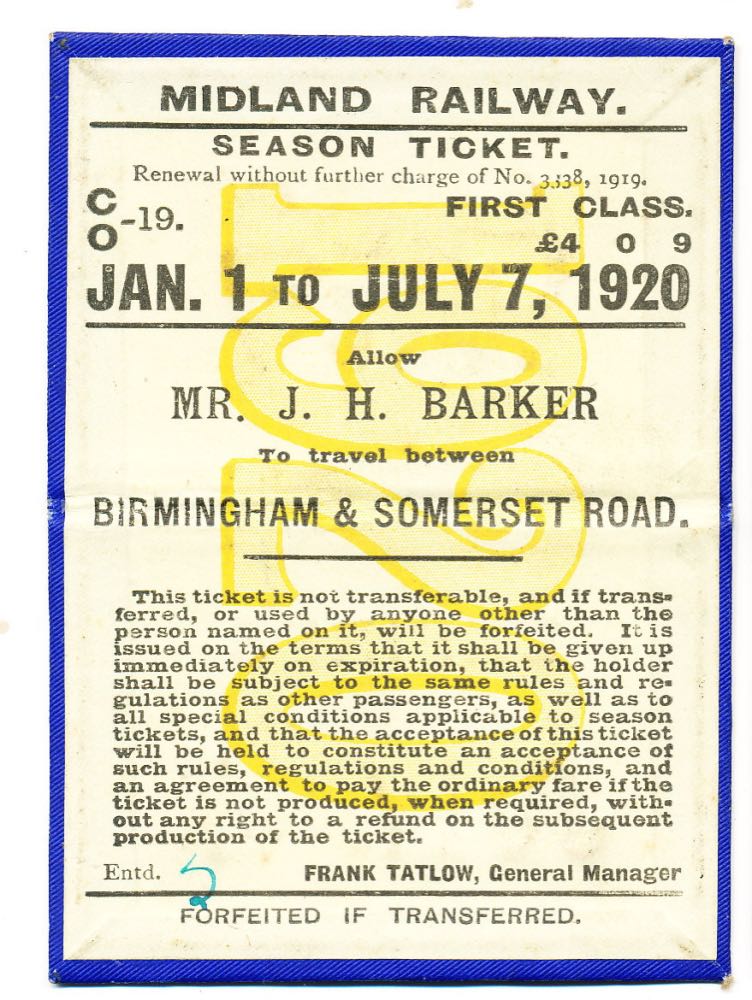 MIDLAND RAILWAY.
SEASON TICKET.
Renewal without further charge of No. 3338, 1919.
CO-19.
FIRST CLASS.
£4 0 9
JAN. 1 TO JULY 7, 1920
1920
Allow
MR. J. H. BARKER
To travel between
BIRMINGHAM & SOMERSET ROAD.
This ticket is not transferable, and if trans-
ferred, or used by anyone other than the
person named on it, will be forfeited. It is
issued on the terms that it shall be given up
immediately on expiration, that the holder
shall be subject to the same rules and re-
gulations as other passengers, as well as to
all special conditions applicable to season
tickets, and that the acceptance of this ticket
will be held to constitute an acceptance of
such rules, regulations and conditions, and
an agreement to pay the ordinary fare if the
ticket is not produced, when required, with-
out any right to a refund on the subsequent
production of the ticket.
Entd.
FRANK TATLOW, General Manager
FORFEITED IF TRANSFERRED.